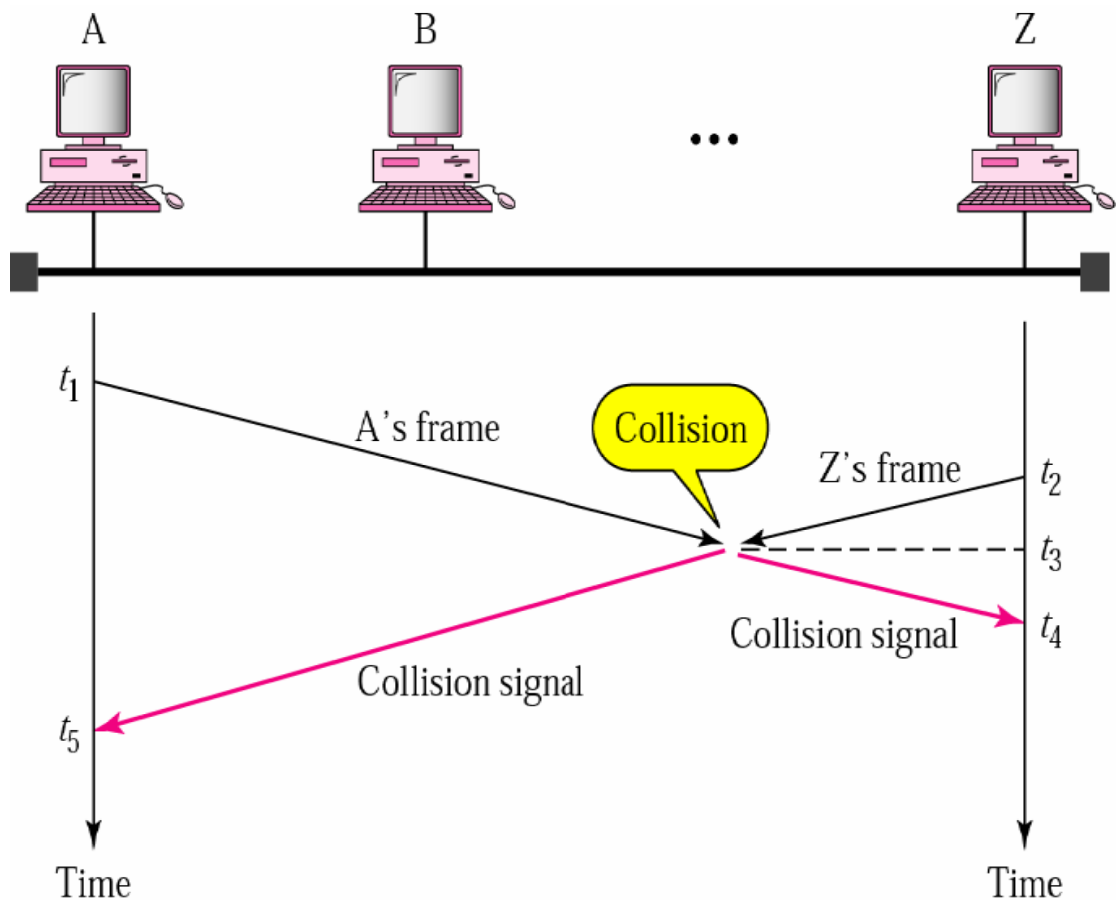 A
B
Z
...
t1
A’s frame
Collision
Z’s frame
t2
t3
Collision signal
t4
Collision signal
t5
Time
Time